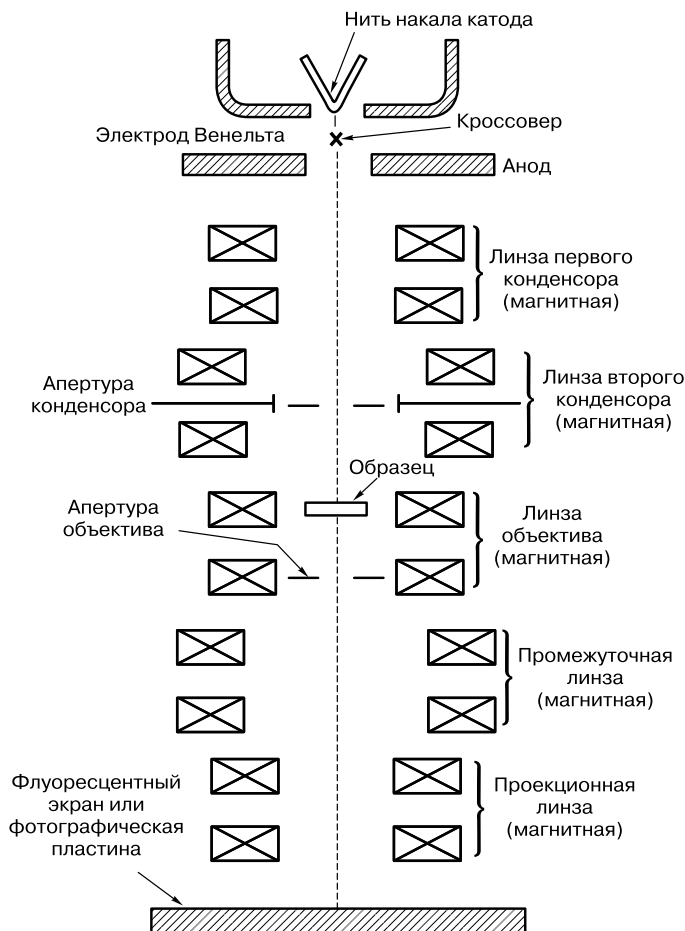 Нить накала катода
Кроссовер
Электрод Венельта
Анод
Линза первого
конденсора
(магнитная)
Апертура
конденсора
Линза второго
конденсора
(магнитная)
Образец
Апертура
объектива
Линза
объектива
(магнитная)
Промежуточная
линза
(магнитная)
Флуоресцентный
экран или
фотографическая
пластина
Проекционная
линза
(магнитная)